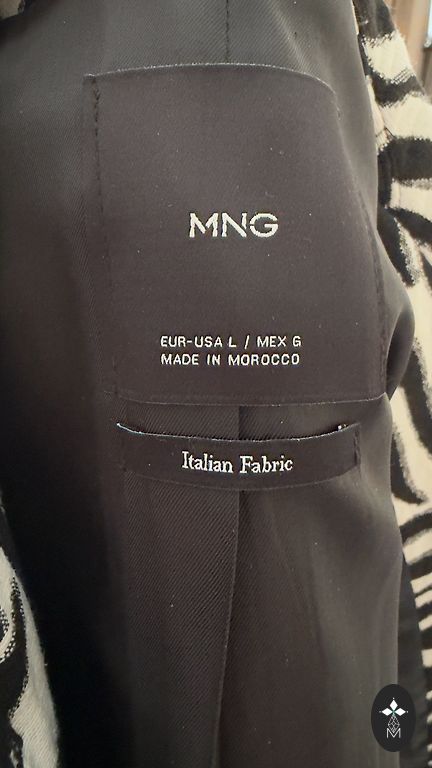 MNG
EUR-USA L / MEX G
MADE IN MOROCCO
Italian Fabric